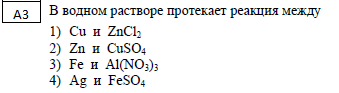 А3 В водном растворе протекает реакция между
1) Cu и ZnCl₂
2) Zn и CuSO₄
3) Fe и Al(NO₃)₃
4) Ag и FeSO₄